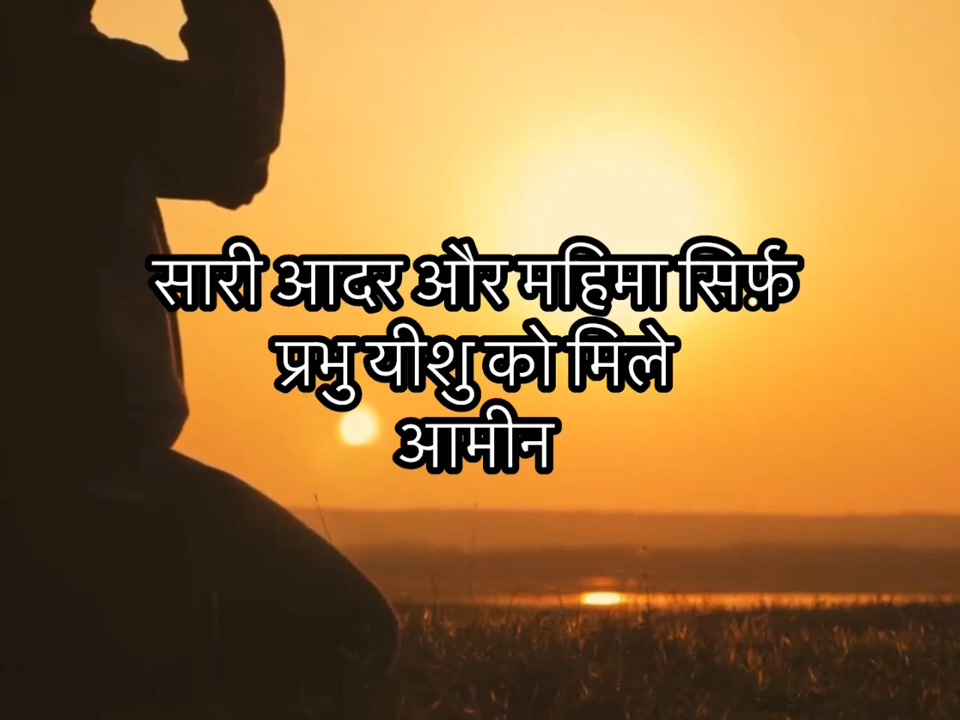 सारी आदर और महिमा सिर्फ़
प्रभु यीशु को मिले
आमीन